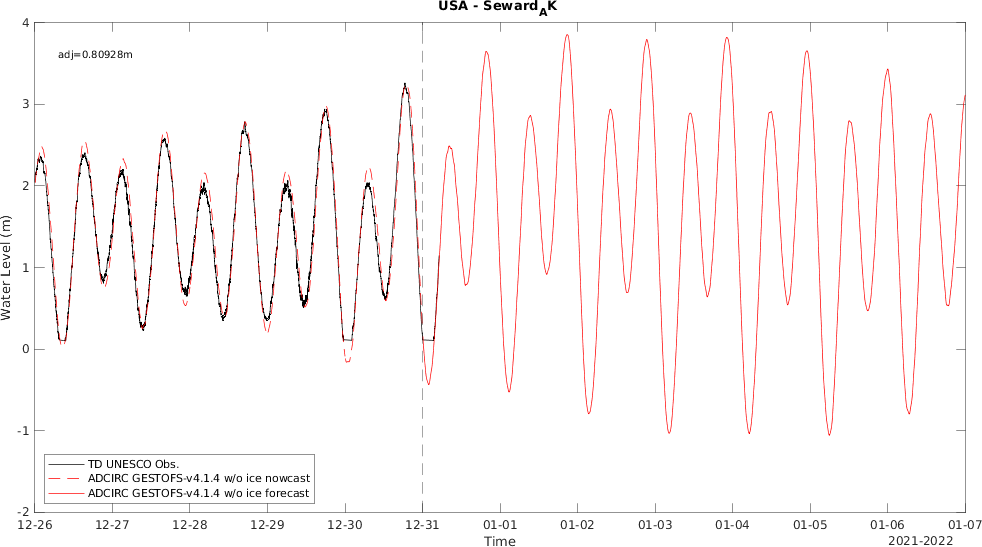 USA - Seward_AK
adj=0.80928m
4
3
2
1
0
-1
-2
Water Level (m)
TD UNESCO Obs.
ADCIRC GESTOFS-v4.1.4 w/o ice nowcast
ADCIRC GESTOFS-v4.1.4 w/o ice forecast
12-26 12-27 12-28 12-29 12-30 12-31 01-01 01-02 01-03 01-04 01-05 01-06 01-07
Time
2021-2022